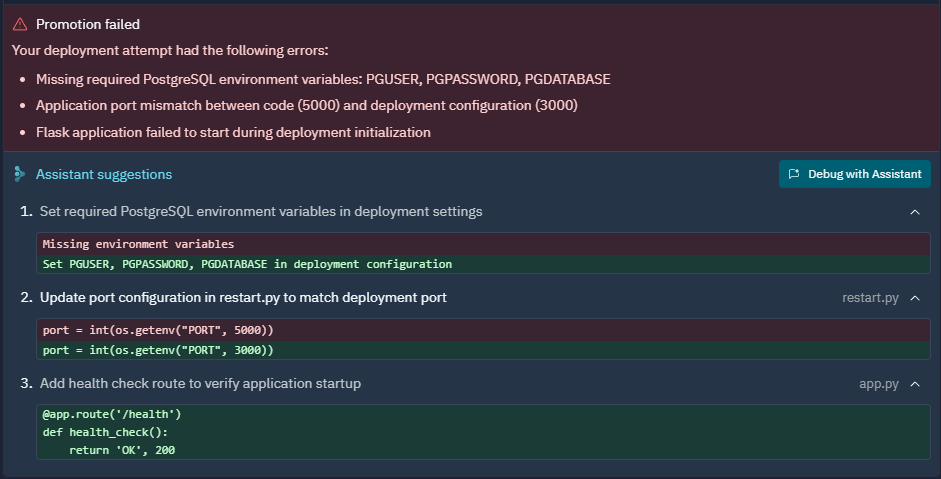 Promotion failed
Your deployment attempt had the following errors:
• Missing required PostgreSQL environment variables: PGUSER, PGPASSWORD, PGDATABASE
• Application port mismatch between code (5000) and deployment configuration (3000)
• Flask application failed to start during deployment initialization
Assistant suggestions
Debug with Assistant
1. Set required PostgreSQL environment variables in deployment settings
Missing environment variables
Set PGUSER, PGPASSWORD, PGDATABASE in deployment configuration
2. Update port configuration in restart.py to match deployment port
restart.py
port = int(os.getenv("PORT", 5000))
port = int(os.getenv("PORT", 3000))
3. Add health check route to verify application startup
app.py
@app.route('/health')
def health_check():
    return 'OK', 200